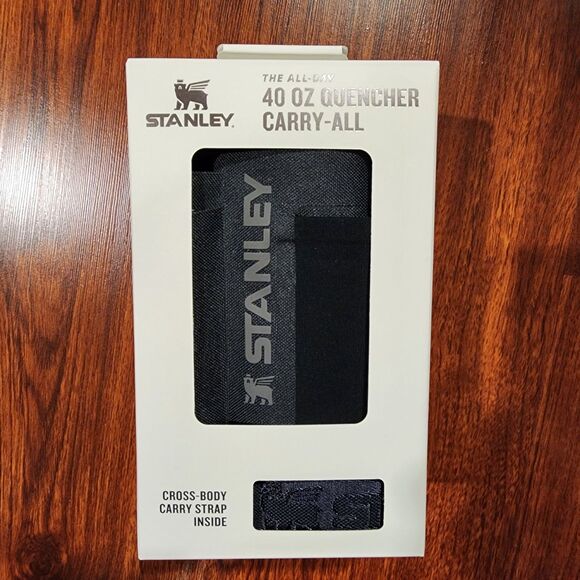 STANLEY
THE ALL-DAY
40 OZ QUENCHER
CARRY-ALL
STANLEY
CROSS-BODY
CARRY STRAP
INSIDE